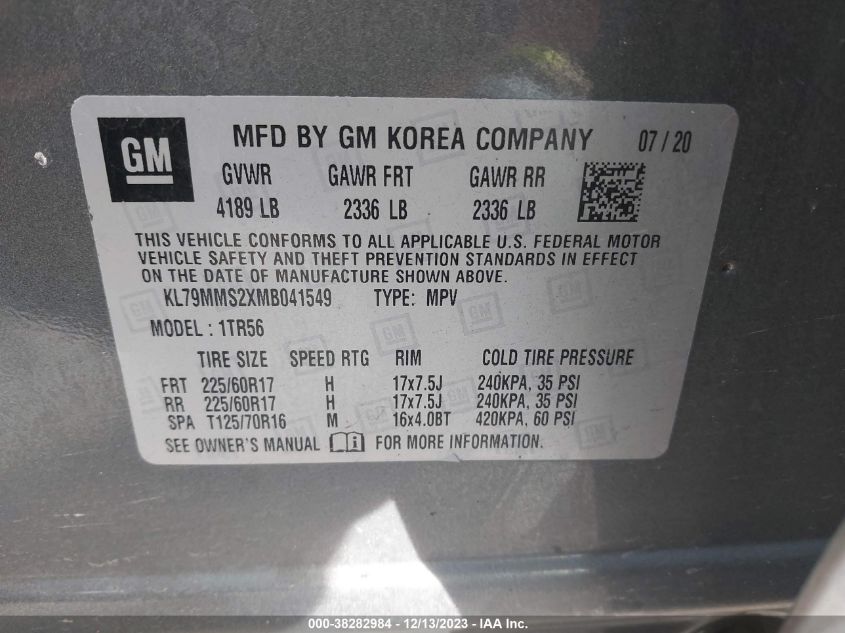 GM MFD BY GM KOREA COMPANY 07/20
GVWR GAWR FRT GAWR RR
4189 LB 2336 LB 2336 LB
THIS VEHICLE CONFORMS TO ALL APPLICABLE U.S. FEDERAL MOTOR
VEHICLE SAFETY AND THEFT PREVENTION STANDARDS IN EFFECT
ON THE DATE OF MANUFACTURE SHOWN ABOVE.
KL79MMS2XMB041549 TYPE: MPV
MODEL: 1TR56
TIRE SIZE SPEED RTG RIM COLD TIRE PRESSURE
FRT 225/60R17 H 17x7.5J 240KPA, 35 PSI
RR 225/60R17 H 17x7.5J 240KPA, 35 PSI
SPA T125/70R16 M 16x4.0BT 420KPA, 60 PSI
SEE OWNER'S MANUAL i FOR MORE INFORMATION.
000-38282984 - 12/13/2023 - IAA Inc.